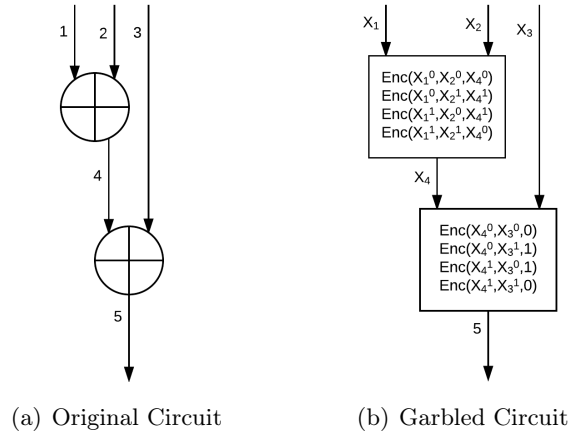 1 2 3
4
5
(a) Original Circuit
X₁ X₂ X₃
Enc(X₁⁰,X₂⁰,X₄⁰)
Enc(X₁⁰,X₂¹,X₄¹)
Enc(X₁¹,X₂⁰,X₄¹)
Enc(X₁¹,X₂¹,X₄⁰)
X₄
Enc(X₄⁰,X₃⁰,0)
Enc(X₄⁰,X₃¹,1)
Enc(X₄¹,X₃⁰,1)
Enc(X₄¹,X₃¹,0)
5
(b) Garbled Circuit